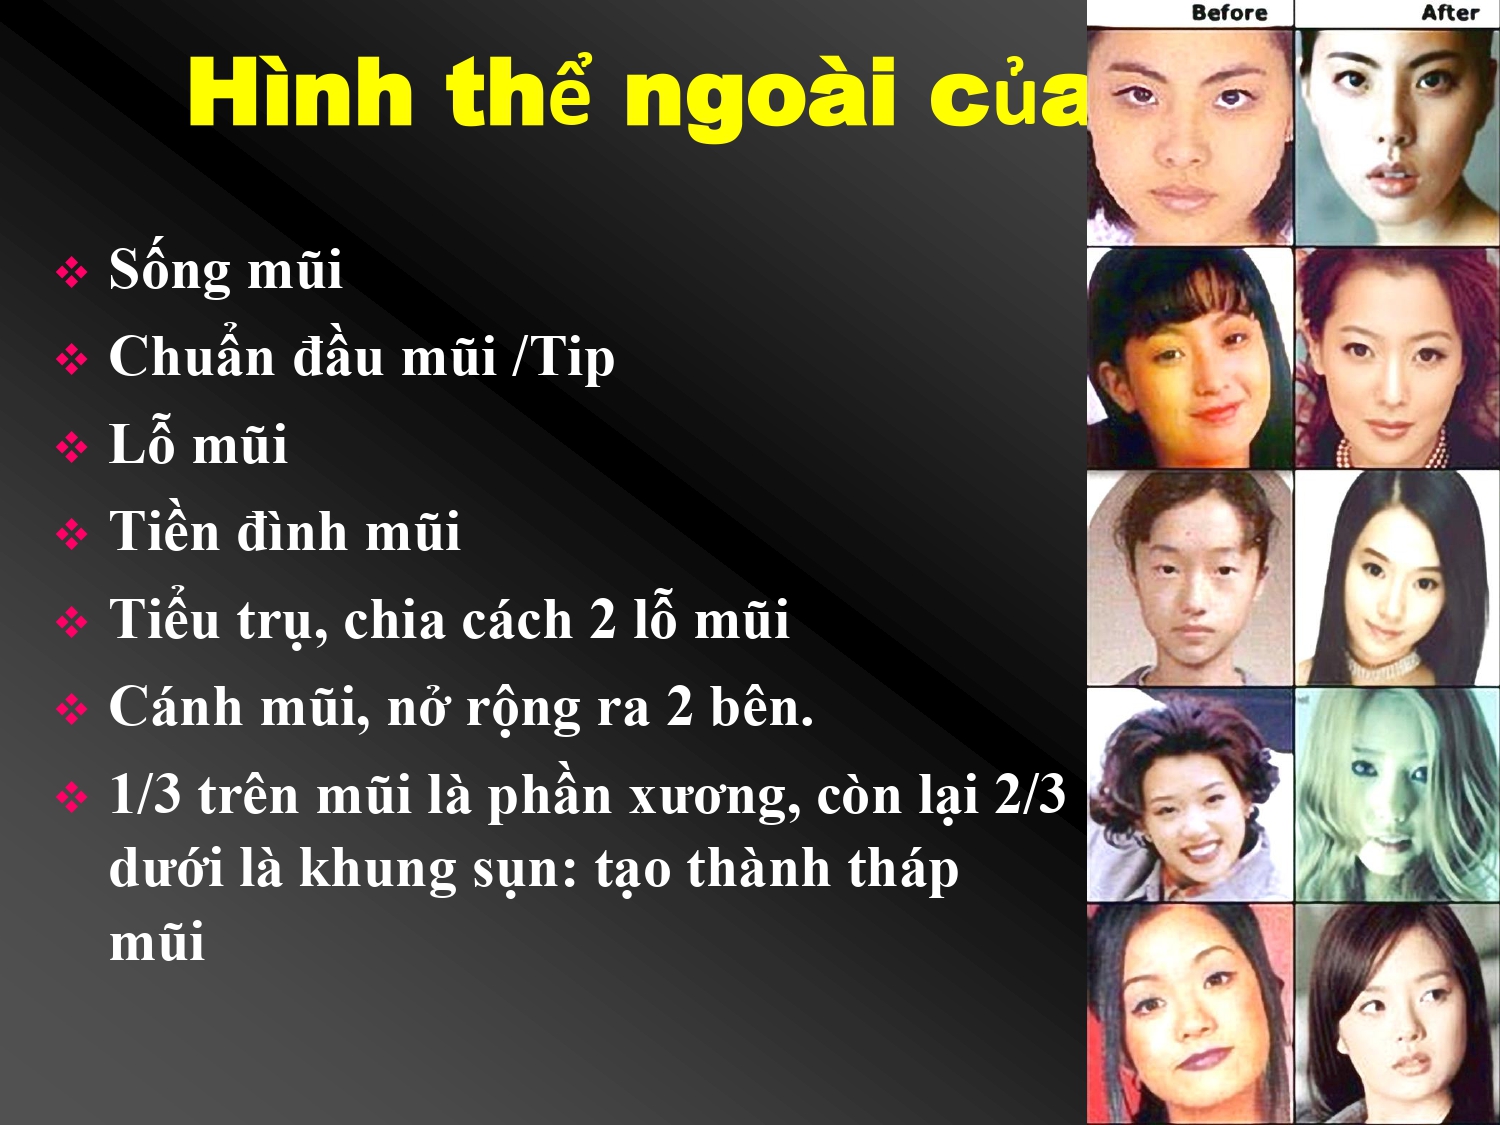 Hình thể ngoài của
Before
After
Sống mũi
Chuẩn đầu mũi /Tip
Lỗ mũi
Tiền đình mũi
Tiểu trụ, chia cách 2 lỗ mũi
Cánh mũi, nở rộng ra 2 bên.
1/3 trên mũi là phần xương, còn lại 2/3
dưới là khung sụn: tạo thành tháp
mũi